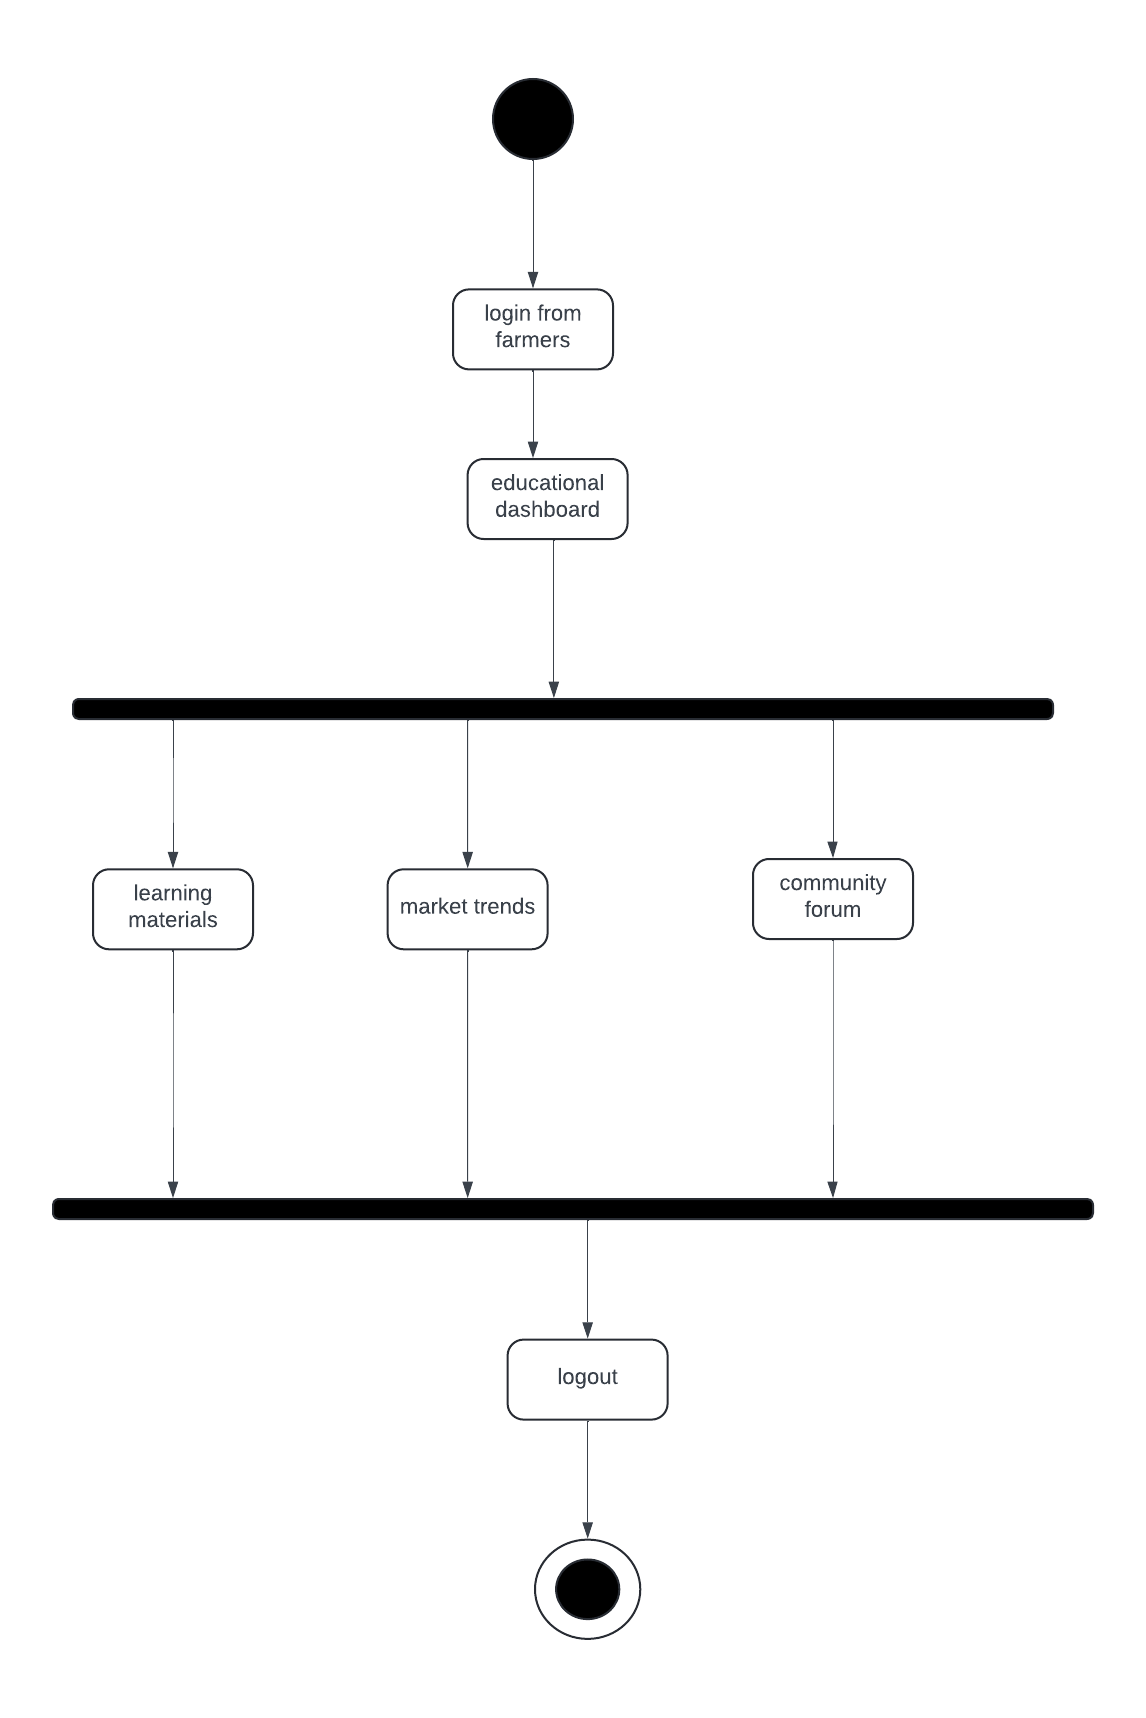 login from
farmers
educational
dashboard
learning
materials
market trends
community
forum
logout